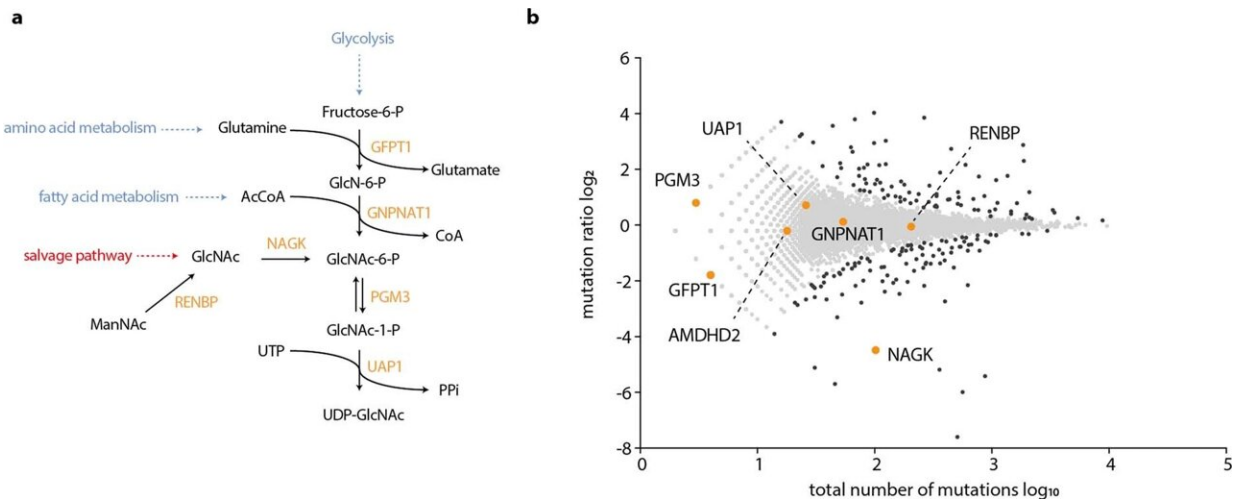 a
Glycolysis
Fructose-6-P
amino acid metabolism
Glutamine
GFPT1
Glutamate
GlcN-6-P
fatty acid metabolism
AcCoA
GNPNAT1
CoA
salvage pathway
GlcNAc
NAGK
GlcNAc-6-P
RENBP
ManNAc
PGM3
GlcNAc-1-P
UTP
UAP1
PPi
UDP-GlcNAc
b
mutation ratio log₂
6
4
2
0
-2
-4
-6
-8
UAP1
RENBP
PGM3
GNPNAT1
GFPT1
AMDHD2
NAGK
0
1
2
3
4
5
total number of mutations log₁₀